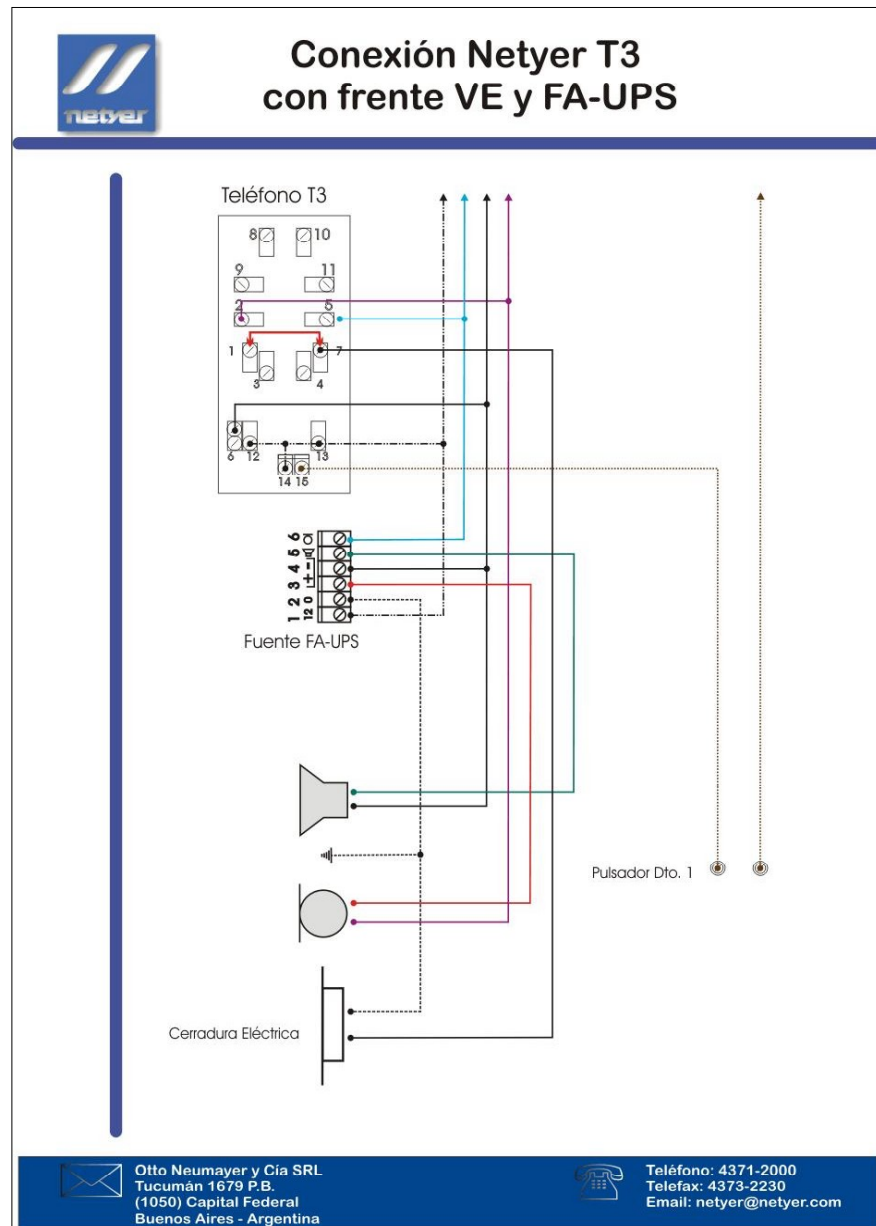 netyer
Conexión Netyer T3
con frente VE y FA-UPS
Teléfono T3
8 10
9 11
2 5
1 7
3 4
6 12 13
14 15
6
5
4 -
3 +
2 0
1 12
Fuente FA-UPS
Pulsador Dto. 1
Cerradura Eléctrica
Otto Neumayer y Cía SRL
Tucumán 1679 P.B.
(1050) Capital Federal
Buenos Aires - Argentina
Teléfono: 4371-2000
Telefax: 4373-2230
Email: netyer@netyer.com